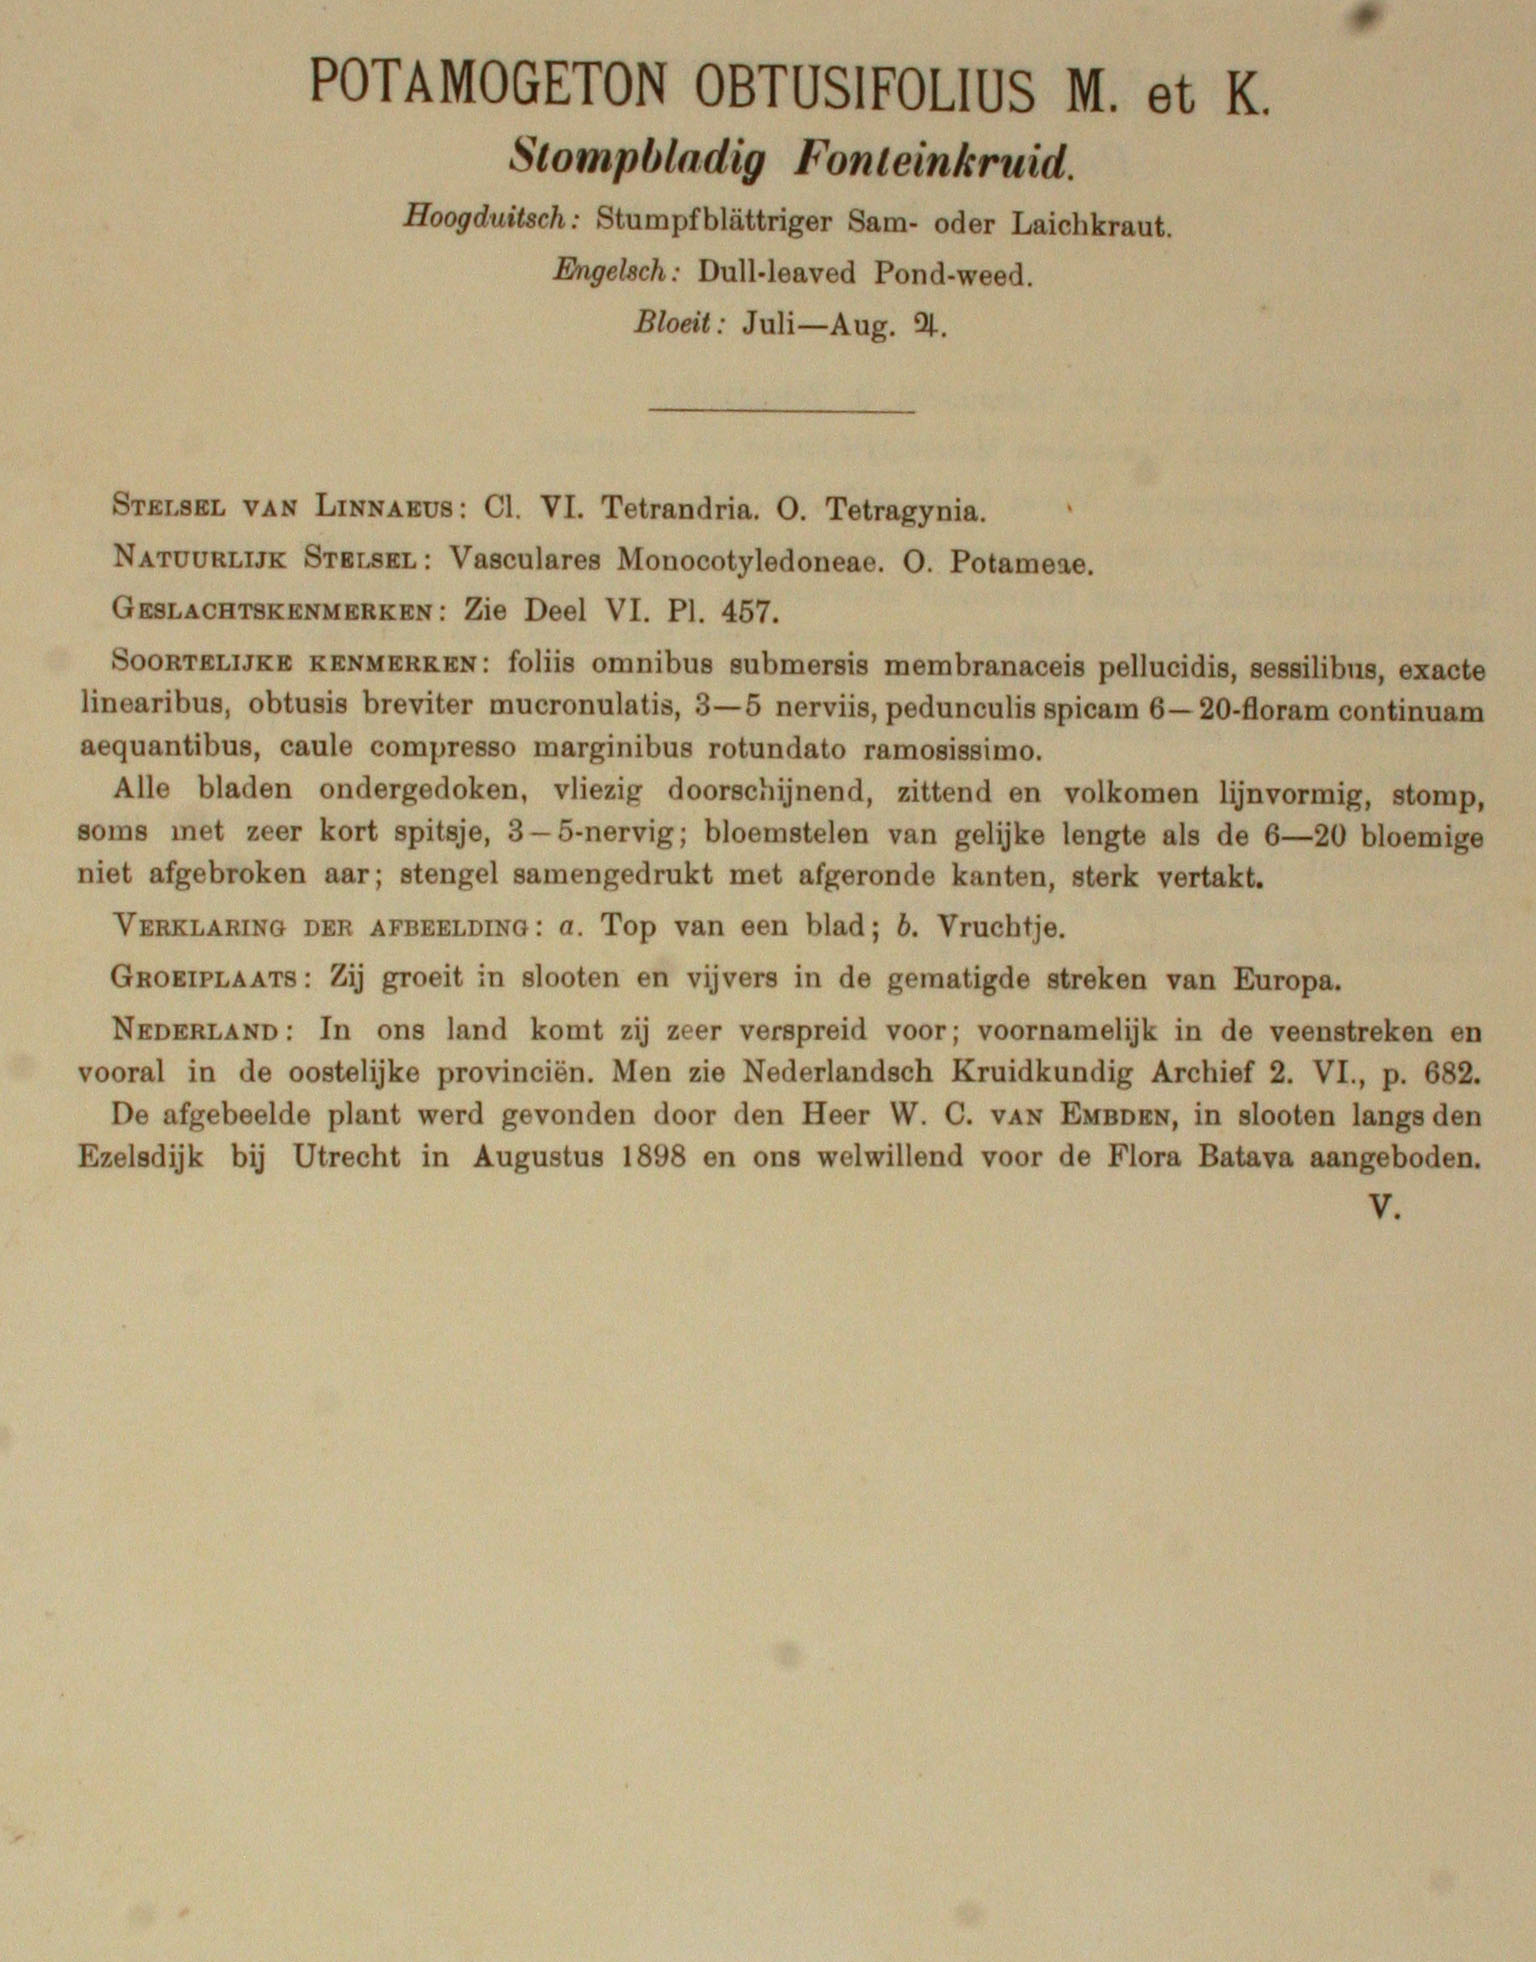 POTAMOGETON OBTUSIFOLIUS M. et K.
Stompbladig Fonteinkruid.
Hoogduitsch: Stumpfblättriger Sam- oder Laichkraut.
Engelsch: Dull-leaved Pond-weed.
Bloeit: Juli—Aug. ♃.
STELSEL VAN LINNAEUS: Cl. VI. Tetrandria. O. Tetragynia.
NATUURLIJK STELSEL: Vasculares Monocotyledoneae. O. Potameae.
GESLACHTSKENMERKEN: Zie Deel VI. Pl. 457.
SOORTELIJKE KENMERKEN: foliis omnibus submersis membranaceis pellucidis, sessilibus, exacte
linearibus, obtusis breviter mucronulatis, 3—5 nerviis, pedunculis spicam 6—20-floram continuam
aequantibus, caule compresso marginibus rotundato ramosissimo.
Alle bladen ondergedoken, vliezig doorschijnend, zittend en volkomen lijnvormig, stomp,
soms met zeer kort spitsje, 3—5-nervig; bloemstelen van gelijke lengte als de 6—20 bloemige
niet afgebroken aar; stengel samengedrukt met afgeronde kanten, sterk vertakt.
VERKLARING DER AFBEELDING: a. Top van een blad; b. Vruchtje.
GROEIPLAATS: Zij groeit in slooten en vijvers in de gematigde streken van Europa.
NEDERLAND: In ons land komt zij zeer verspreid voor; voornamelijk in de veenstreken en
vooral in de oostelijke provinciën. Men zie Nederlandsch Kruidkundig Archief 2. VI., p. 682.
De afgebeelde plant werd gevonden door den Heer W. C. VAN EMBDEN, in slooten langs den
Ezelsdijk bij Utrecht in Augustus 1898 en ons welwillend voor de Flora Batava aangeboden.
V.